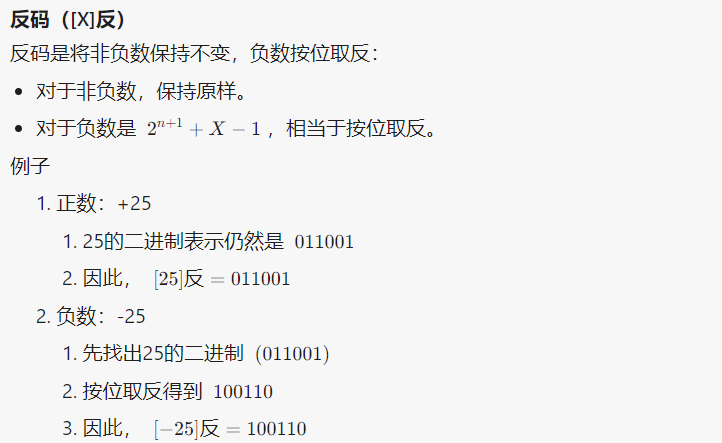 反码（[X]反）
反码是将非负数保持不变，负数按位取反：
• 对于非负数，保持原样。
• 对于负数是 2^{n+1} + X − 1 ，相当于按位取反。
例子
1. 正数：+25
1. 25的二进制表示仍然是 011001
2. 因此， [25]反 = 011001
2. 负数：-25
1. 先找出25的二进制（011001）
2. 按位取反得到 100110
3. 因此， [−25]反 = 100110